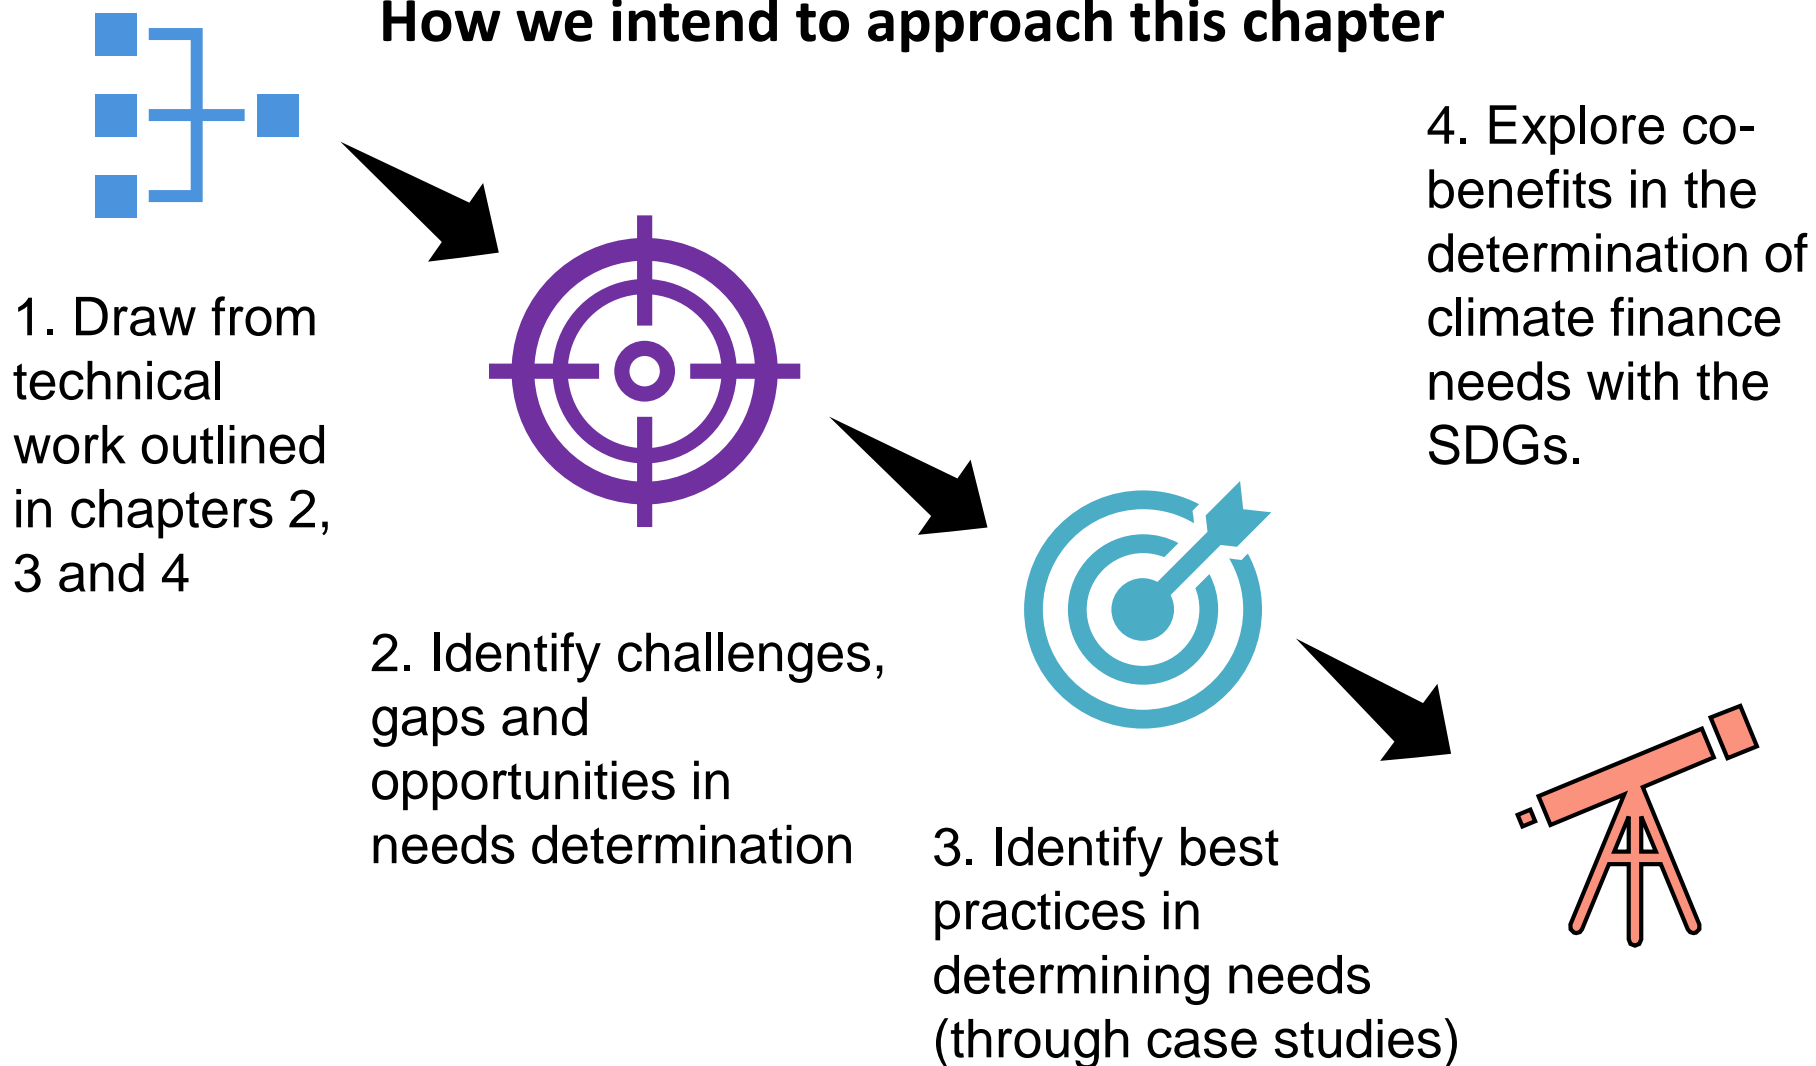 How we intend to approach this chapter
1. Draw from
technical
work outlined
in chapters 2,
3 and 4
2. Identify challenges,
gaps and
opportunities in
needs determination
3. Identify best
practices in
determining needs
(through case studies)
4. Explore co-
benefits in the
determination of
climate finance
needs with the
SDGs.